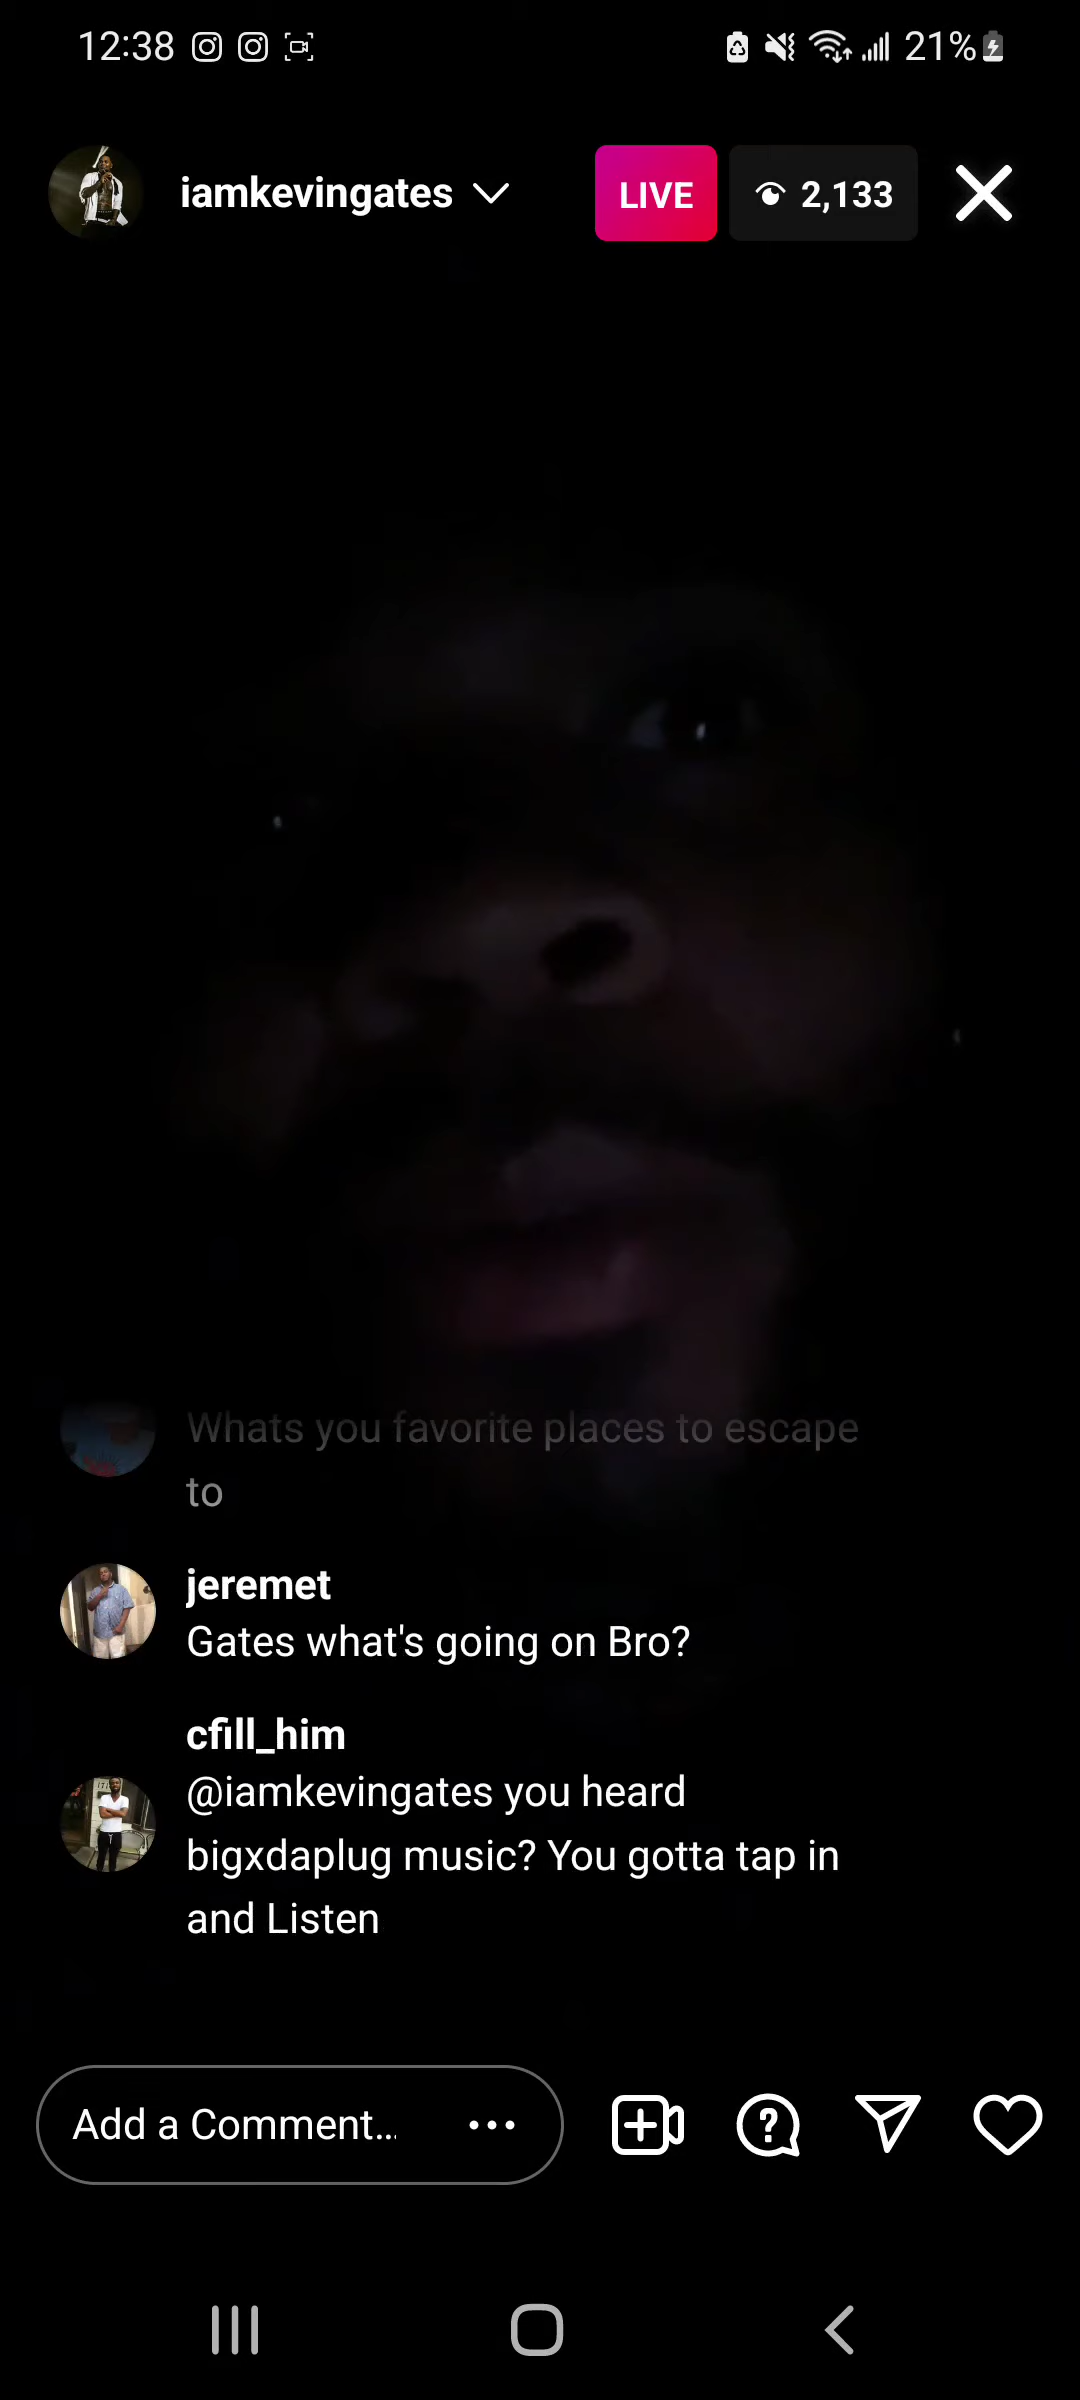 12:38
21%
iamkevingates
LIVE
2,133
Whats you favorite places to escape
to
jeremet
Gates what's going on Bro?
cfill_him
@iamkevingates you heard
bigxdaplug music? You gotta tap in
and Listen
Add a Comment...